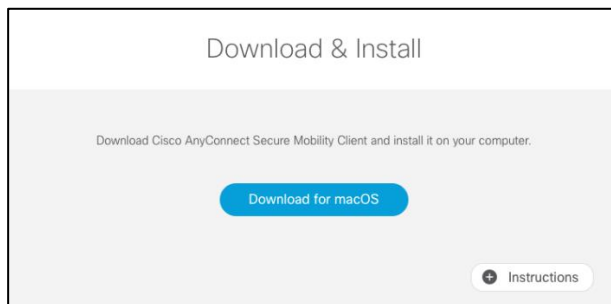 Download & Install
Download Cisco AnyConnect Secure Mobility Client and install it on your computer.
Download for macOS
Instructions